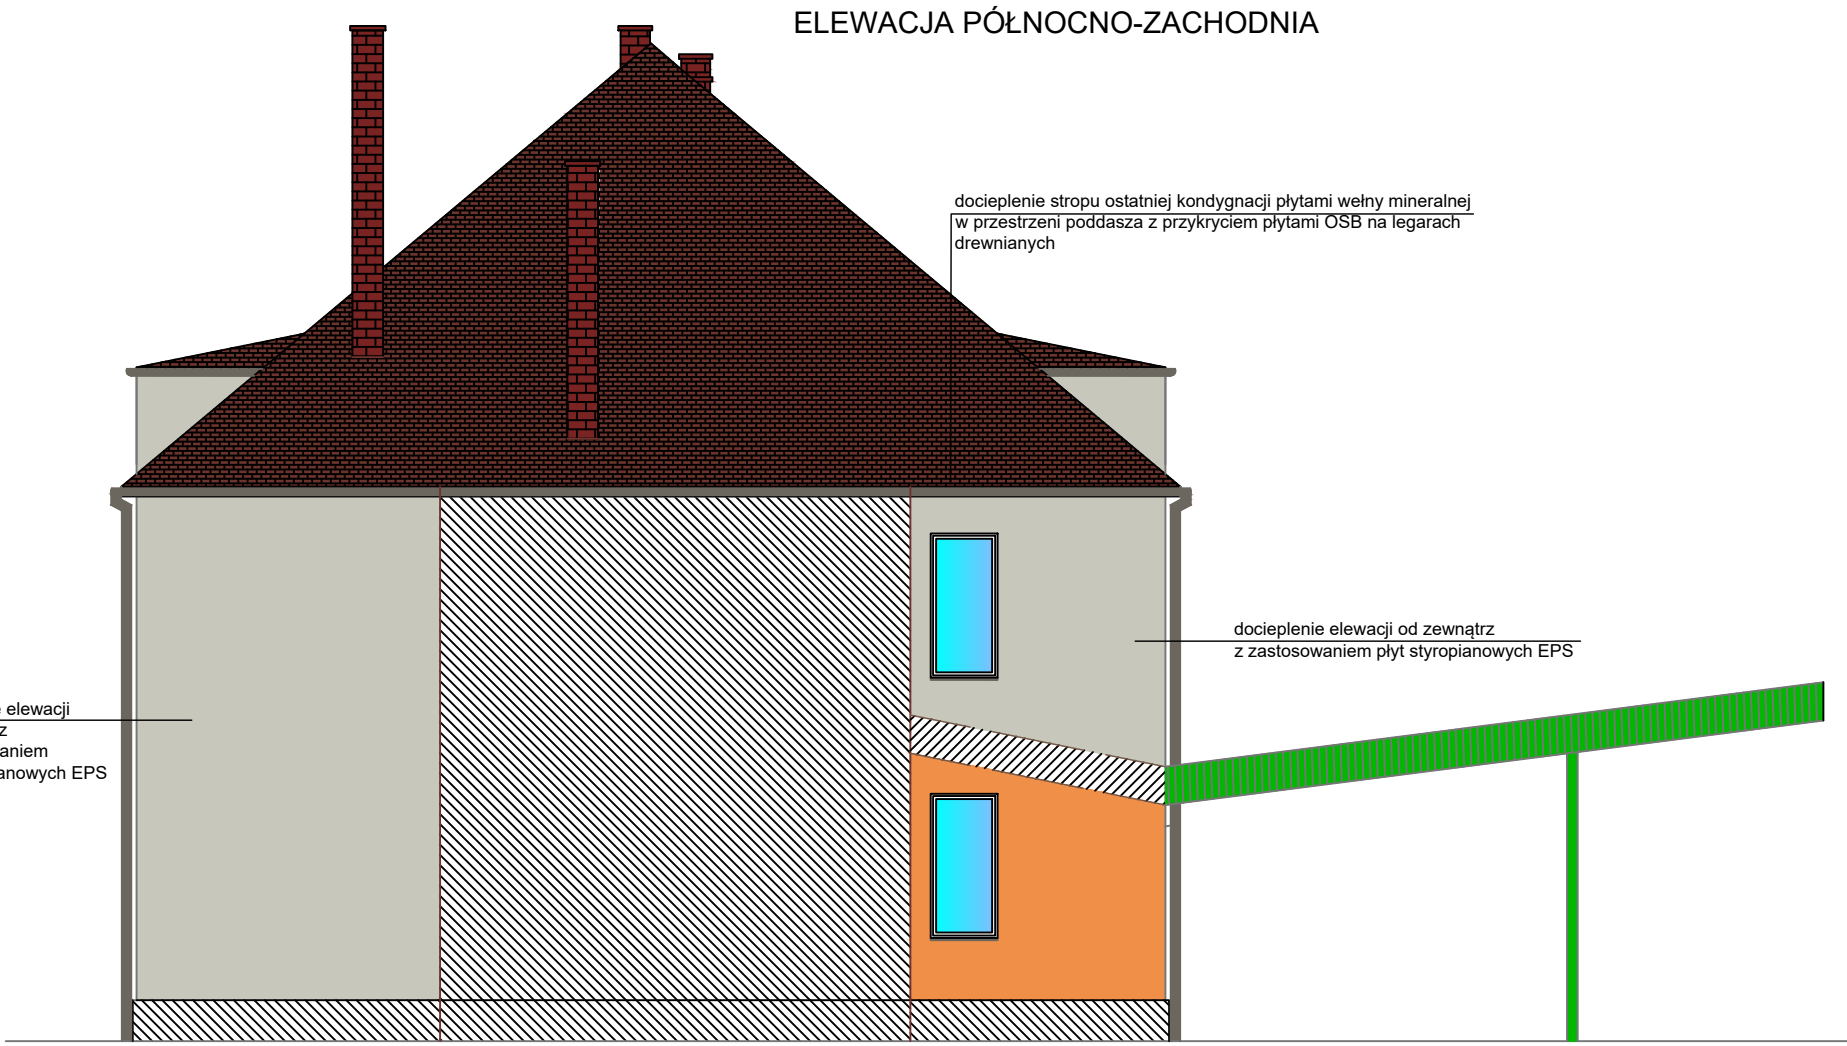 ELEWACJA PÓŁNOCNO-ZACHODNIA
docieplenie stropu ostatniej kondygnacji płytami wełny mineralnej
w przestrzeni poddasza z przykryciem płytami OSB na legarach
drewnianych
docieplenie elewacji od zewnątrz
z zastosowaniem płyt styropianowych EPS
elewacji
z
aniem
anowych EPS